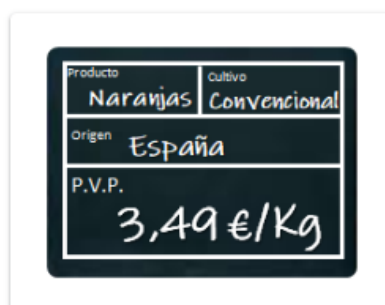 Producto
Naranjas
Cultivo
Convencional
Origen
España
P.V.P.
3,49 €/Kg